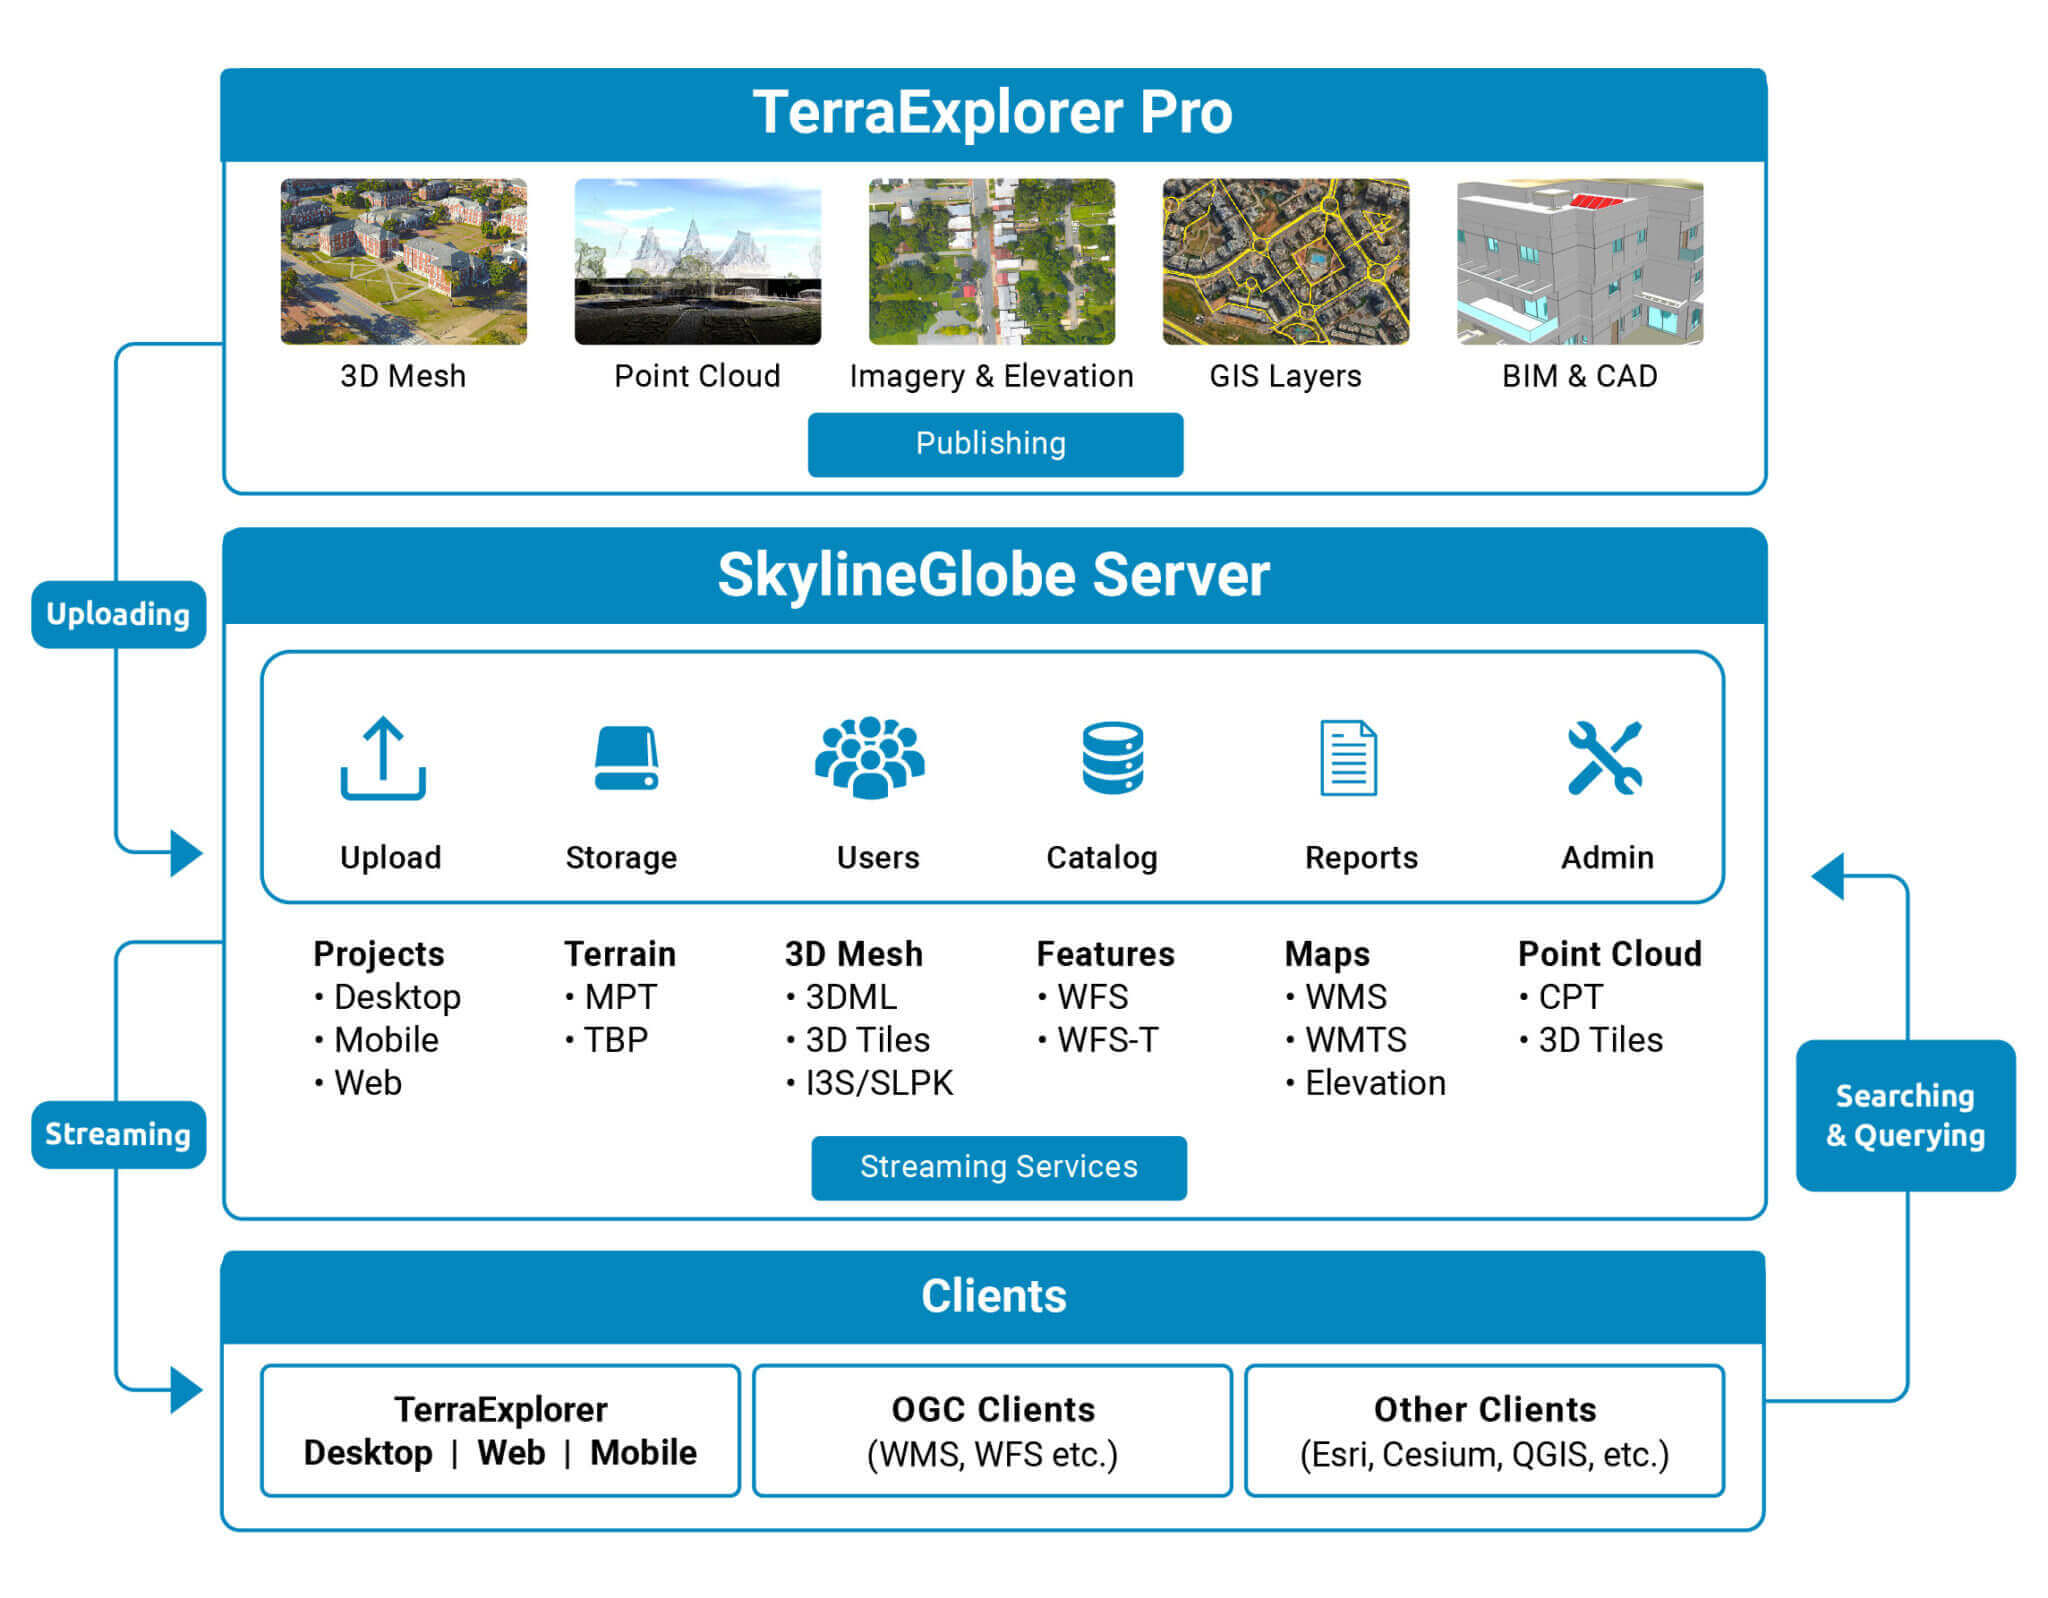 TerraExplorer Pro
3D Mesh
Point Cloud
Imagery & Elevation
GIS Layers
BIM & CAD
Publishing
Uploading
SkylineGlobe Server
Upload
Storage
Users
Catalog
Reports
Admin
Projects
• Desktop
• Mobile
• Web
Terrain
• MPT
• TBP
3D Mesh
• 3DML
• 3D Tiles
• I3S/SLPK
Features
• WFS
• WFS-T
Maps
• WMS
• WMTS
• Elevation
Point Cloud
• CPT
• 3D Tiles
Streaming Services
Streaming
Searching
& Querying
Clients
TerraExplorer
Desktop | Web | Mobile
OGC Clients
(WMS, WFS etc.)
Other Clients
(Esri, Cesium, QGIS, etc.)